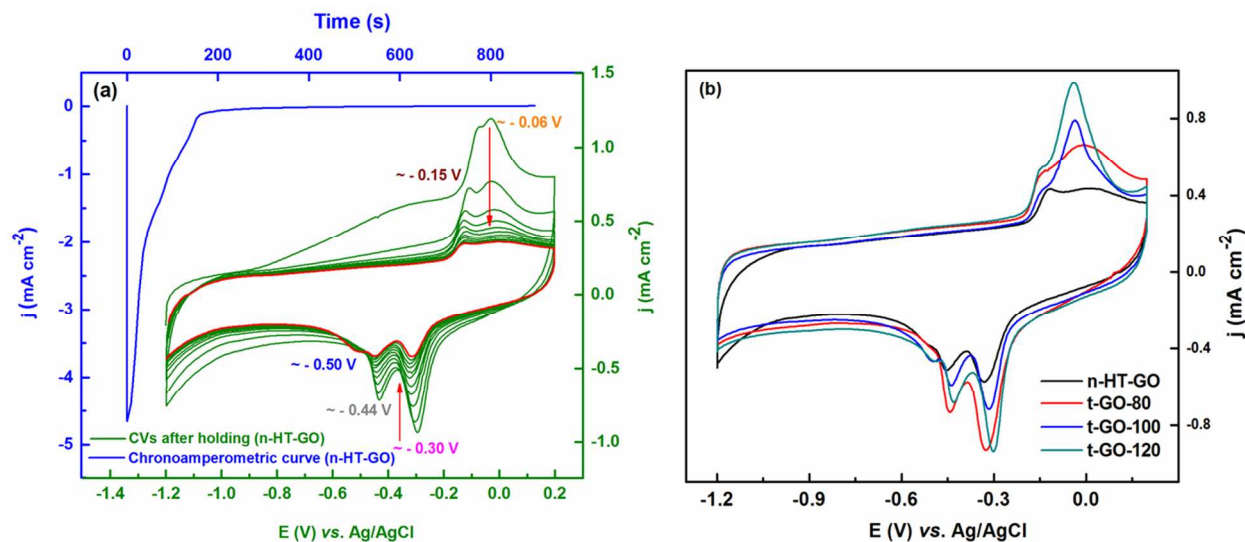 Time (s)
0 200 400 600 800
(a)
1.5
1.0
0.5
0.0
-0.5
-1.0
j (mA cm-2)
0
-1
-2
-3
-4
-5
j (mA cm-2)
~ - 0.06 V
~ - 0.15 V
~ - 0.50 V
~ - 0.44 V
~ - 0.30 V
CVs after holding (n-HT-GO)
Chronoamperometric curve (n-HT-GO)
-1.4 -1.2 -1.0 -0.8 -0.6 -0.4 -0.2 0.0 0.2
E (V) vs. Ag/AgCl
(b)
0.8
0.4
0.0
-0.4
-0.8
j (mA cm-2)
n-HT-GO
t-GO-80
t-GO-100
t-GO-120
-1.2 -0.9 -0.6 -0.3 0.0
E (V) vs. Ag/AgCl